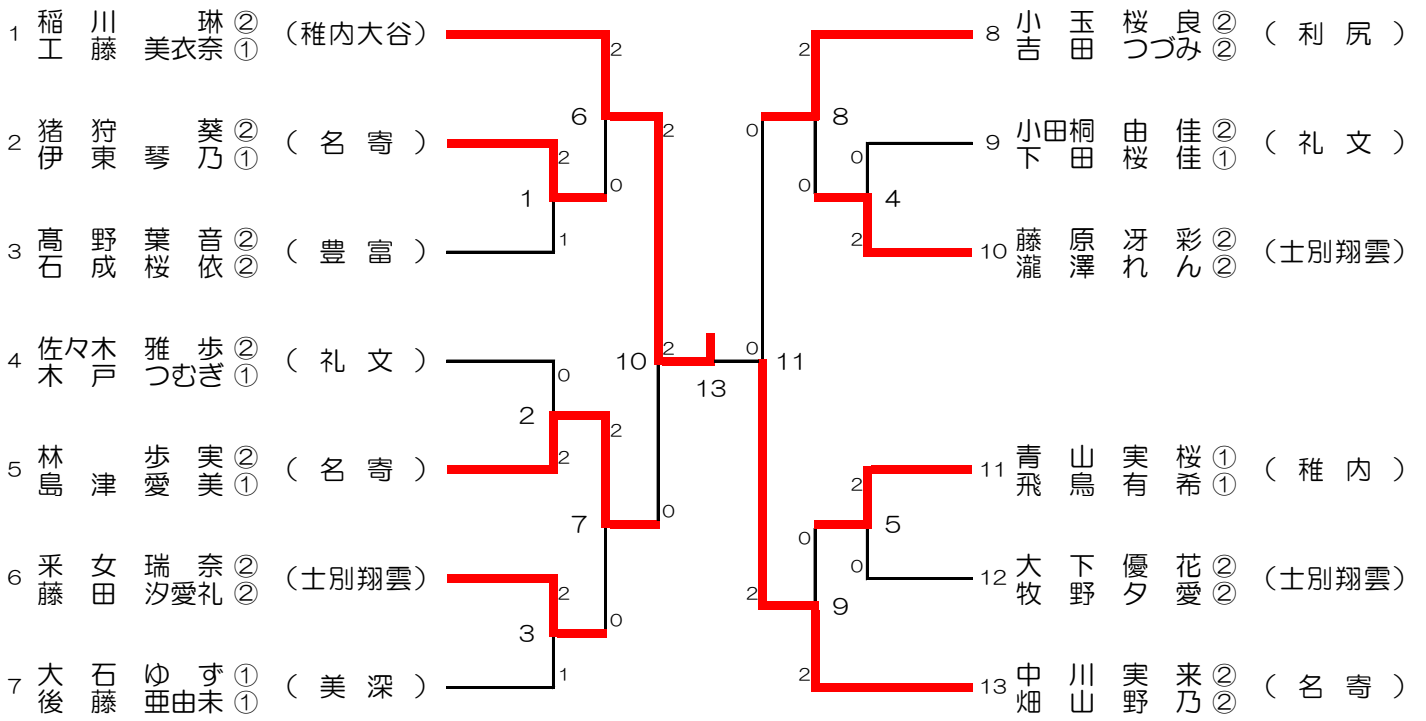 1 稲川 琳② (稚内大谷)
工藤 美衣奈①
2
6
2 猪狩 葵② (名寄)
伊東 琴乃①
2
2
1
0
3 髙野 葉音② (豊富)
石成 桜依②
1
4 佐々木 雅歩② (礼文)
木戸 つむぎ①
0
10
2
13
2
2
5 林 歩実② (名寄)
島津 愛美①
2
7
0
6 采女 瑞奈② (士別翔雲)
藤田 汐愛礼②
2
3
0
7 大石 ゆず① (美深)
後藤 亜由未①
1
8 小玉 桜良② (利尻)
吉田 つづみ②
2
8
0
9 小田桐 由佳② (礼文)
下田 桜佳①
0
0
4
10 藤原 冴彩② (士別翔雲)
瀧澤 れん②
2
0
11
11 青山 実桜① (稚内)
飛鳥 有希①
2
5
0
12 大下 優花② (士別翔雲)
牧野 夕愛②
0
2
9
13 中川 実来② (名寄)
畑山 野乃②
2